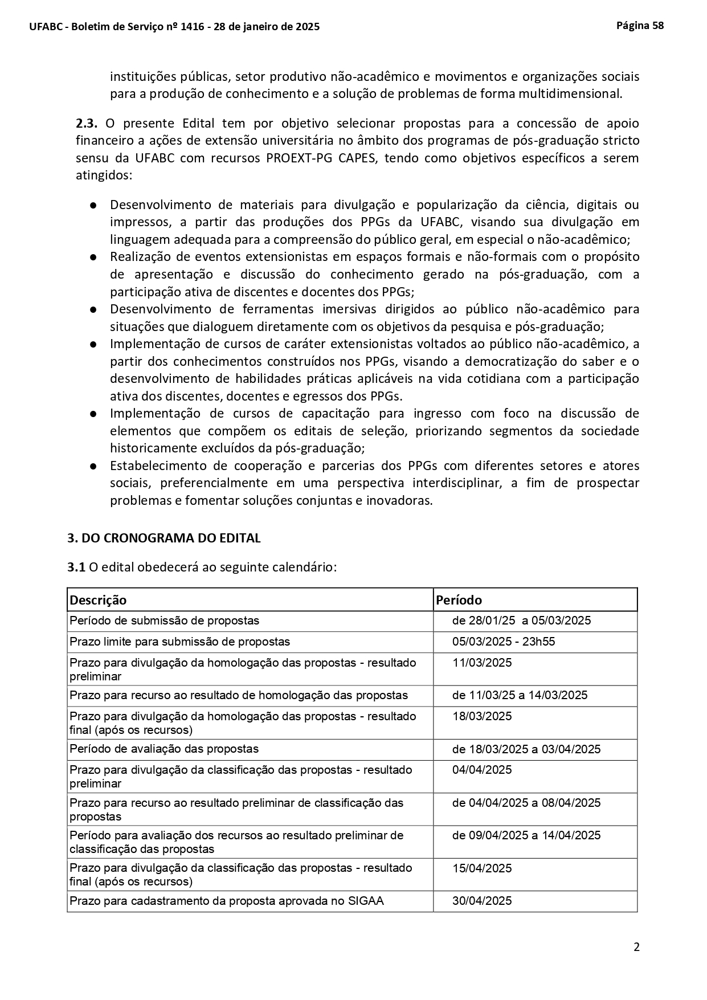 UFABC - Boletim de Serviço nº 1416 - 28 de janeiro de 2025
Página 58
instituições públicas, setor produtivo não-acadêmico e movimentos e organizações sociais
para a produção de conhecimento e a solução de problemas de forma multidimensional.
2.3. O presente Edital tem por objetivo selecionar propostas para a concessão de apoio
financeiro a ações de extensão universitária no âmbito dos programas de pós-graduação stricto
sensu da UFABC com recursos PROEXT-PG CAPES, tendo como objetivos específicos a serem
atingidos:
● Desenvolvimento de materiais para divulgação e popularização da ciência, digitais ou
impressos, a partir das produções dos PPGs da UFABC, visando sua divulgação em
linguagem adequada para a compreensão do público geral, em especial o não-acadêmico;
● Realização de eventos extensionistas em espaços formais e não-formais com o propósito
de apresentação e discussão do conhecimento gerado na pós-graduação, com a
participação ativa de discentes e docentes dos PPGs;
● Desenvolvimento de ferramentas imersivas dirigidos ao público não-acadêmico para
situações que dialoguem diretamente com os objetivos da pesquisa e pós-graduação;
● Implementação de cursos de caráter extensionistas voltados ao público não-acadêmico, a
partir dos conhecimentos construídos nos PPGs, visando a democratização do saber e o
desenvolvimento de habilidades práticas aplicáveis na vida cotidiana com a participação
ativa dos discentes, docentes e egressos dos PPGs.
● Implementação de cursos de capacitação para ingresso com foco na discussão de
elementos que compõem os editais de seleção, priorizando segmentos da sociedade
historicamente excluídos da pós-graduação;
● Estabelecimento de cooperação e parcerias dos PPGs com diferentes setores e atores
sociais, preferencialmente em uma perspectiva interdisciplinar, a fim de prospectar
problemas e fomentar soluções conjuntas e inovadoras.
3. DO CRONOGRAMA DO EDITAL
3.1 O edital obedecerá ao seguinte calendário:
Descrição
Período
Período de submissão de propostas
de 28/01/25 a 05/03/2025
Prazo limite para submissão de propostas
05/03/2025 - 23h55
Prazo para divulgação da homologação das propostas - resultado
preliminar
11/03/2025
Prazo para recurso ao resultado de homologação das propostas
de 11/03/25 a 14/03/2025
Prazo para divulgação da homologação das propostas - resultado
final (após os recursos)
18/03/2025
Período de avaliação das propostas
de 18/03/2025 a 03/04/2025
Prazo para divulgação da classificação das propostas - resultado
preliminar
04/04/2025
Prazo para recurso ao resultado preliminar de classificação das
propostas
de 04/04/2025 a 08/04/2025
Período para avaliação dos recursos ao resultado preliminar de
classificação das propostas
de 09/04/2025 a 14/04/2025
Prazo para divulgação da classificação das propostas - resultado
final (após os recursos)
15/04/2025
Prazo para cadastramento da proposta aprovada no SIGAA
30/04/2025
2